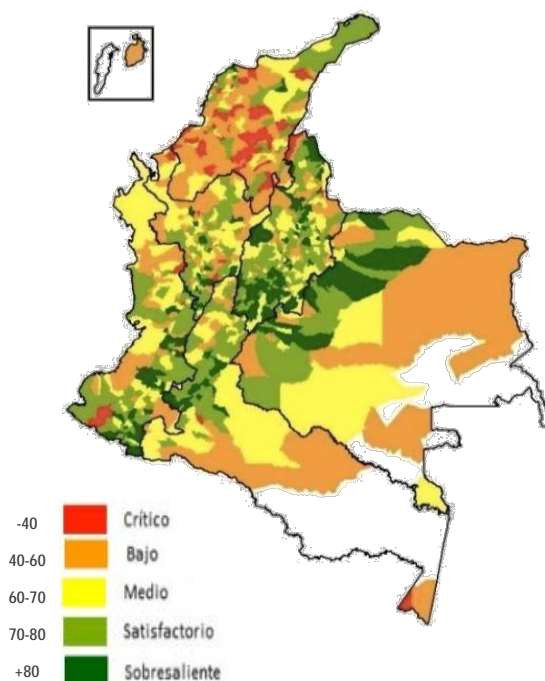 -40 Crítico
40-60 Bajo
60-70 Medio
70-80 Satisfactorio
+80 Sobresaliente